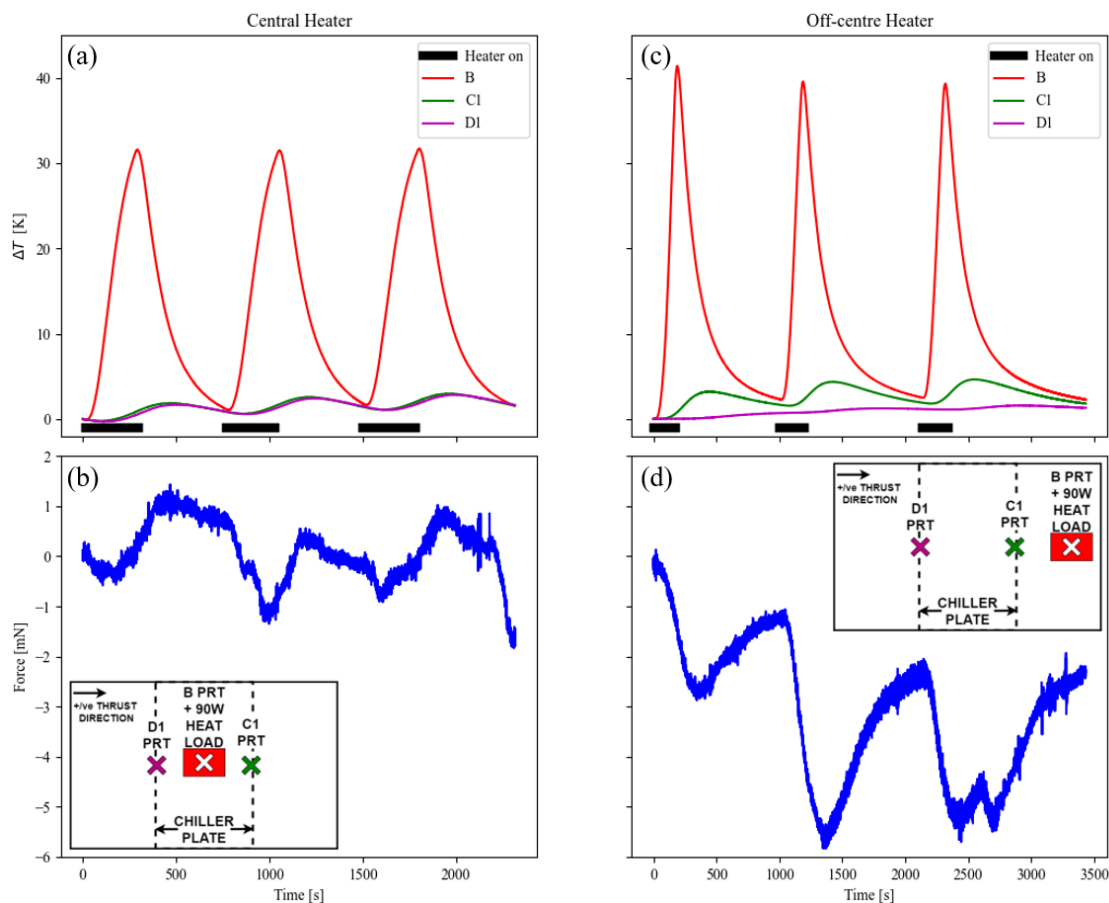 Central Heater
(a)
Heater on
B
C1
D1
40
30
20
10
0
ΔT [K]
Off-centre Heater
(c)
Heater on
B
C1
D1
(b)
2
1
0
−1
−2
−3
−4
−5
−6
Force [mN]
+/ve THRUST
DIRECTION
D1
PRT
B PRT
+ 90W
HEAT
LOAD
C1
PRT
CHILLER
PLATE
0
500
1000
1500
2000
Time [s]
(d)
+/ve THRUST
DIRECTION
D1
PRT
C1
PRT
B PRT
+ 90W
HEAT
LOAD
CHILLER
PLATE
0
500
1000
1500
2000
2500
3000
3500
Time [s]